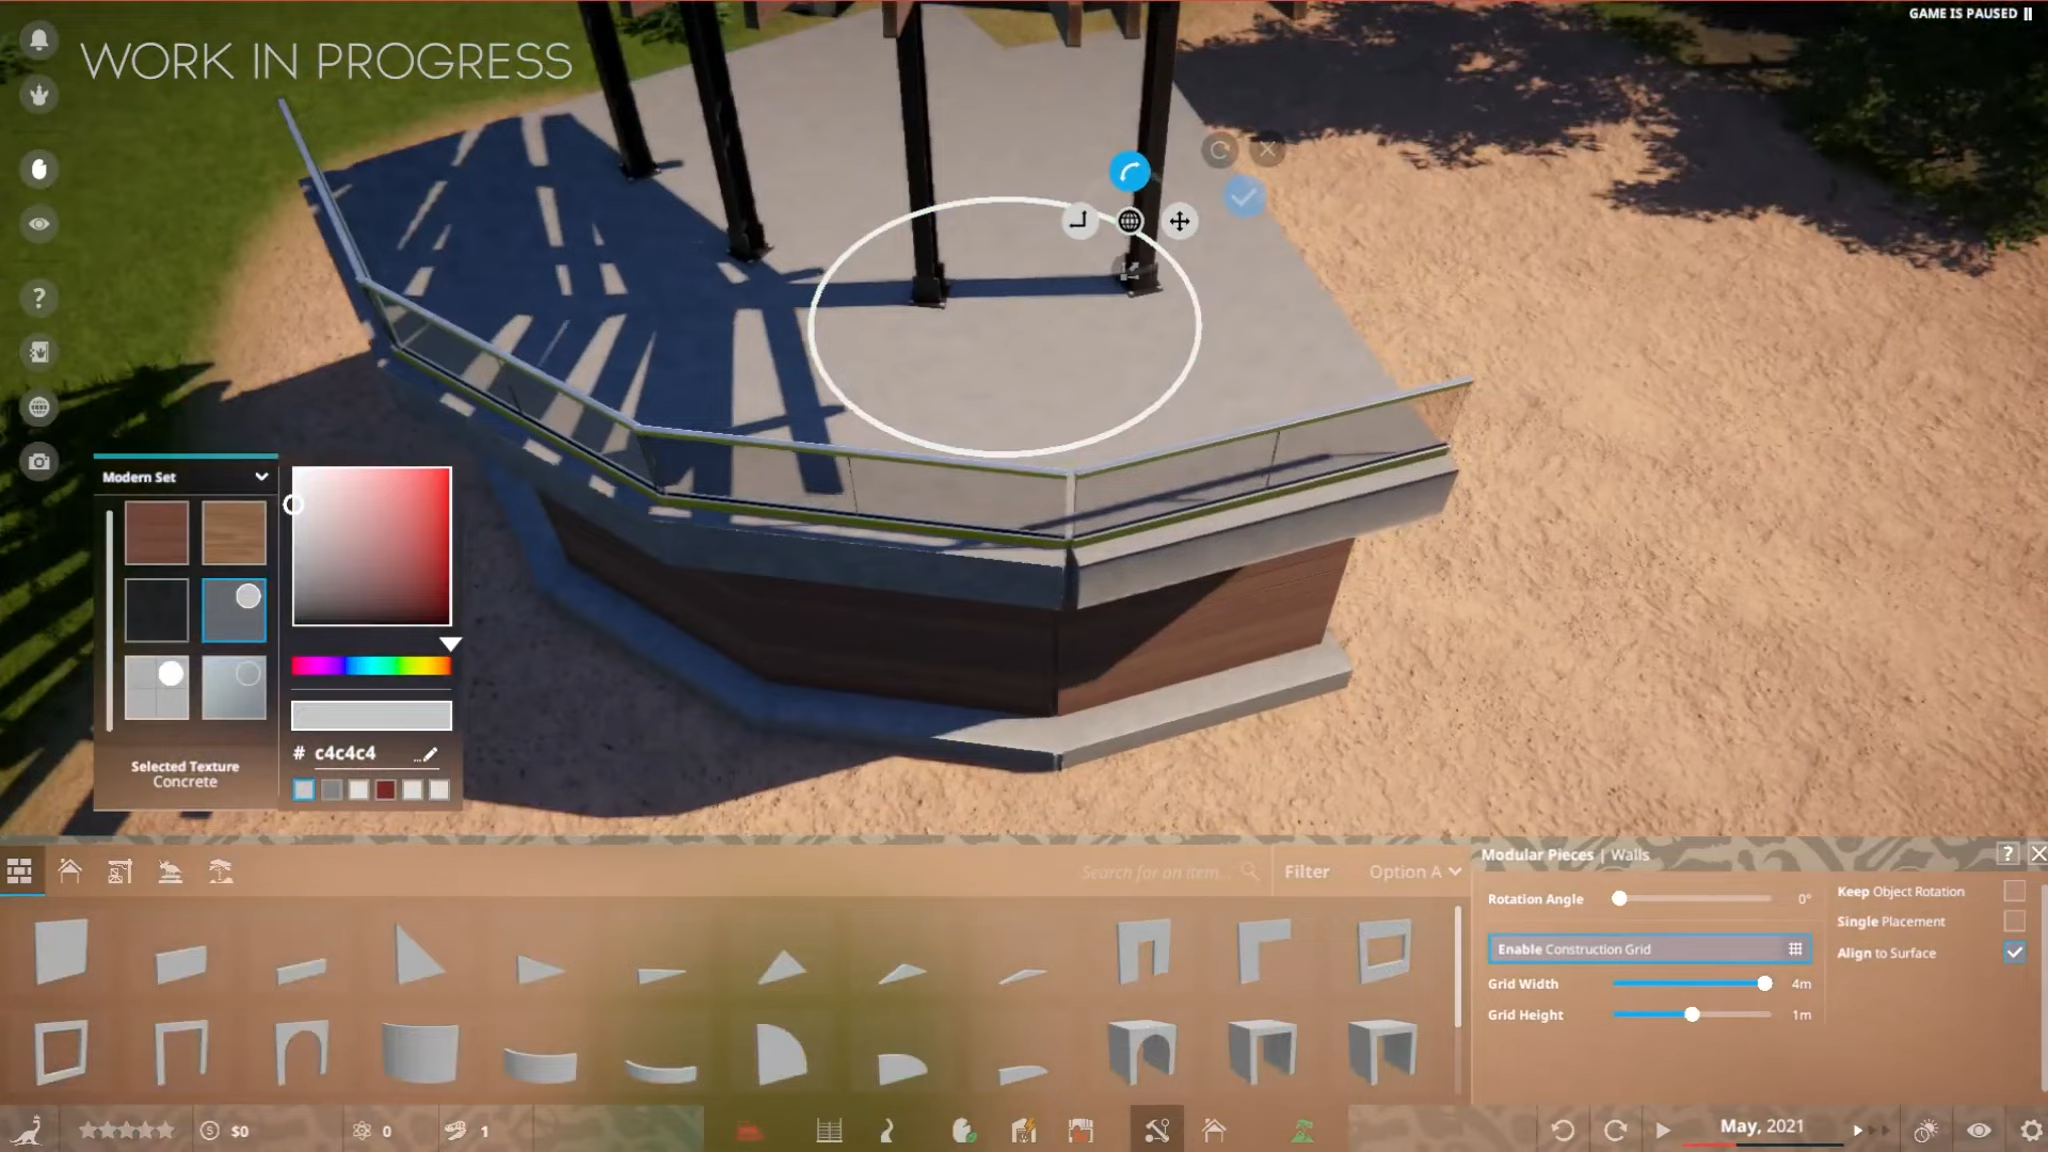 GAME IS PAUSED
WORK IN PROGRESS
?
Modern Set
Selected Texture
Concrete
# c4c4c4
Search for an item...
Filter
Option A
Modular Pieces | Walls
?
Rotation Angle
0°
Enable Construction Grid
Grid Width
4m
Grid Height
1m
Keep Object Rotation
Single Placement
Align to Surface
$0
0
1
May, 2021